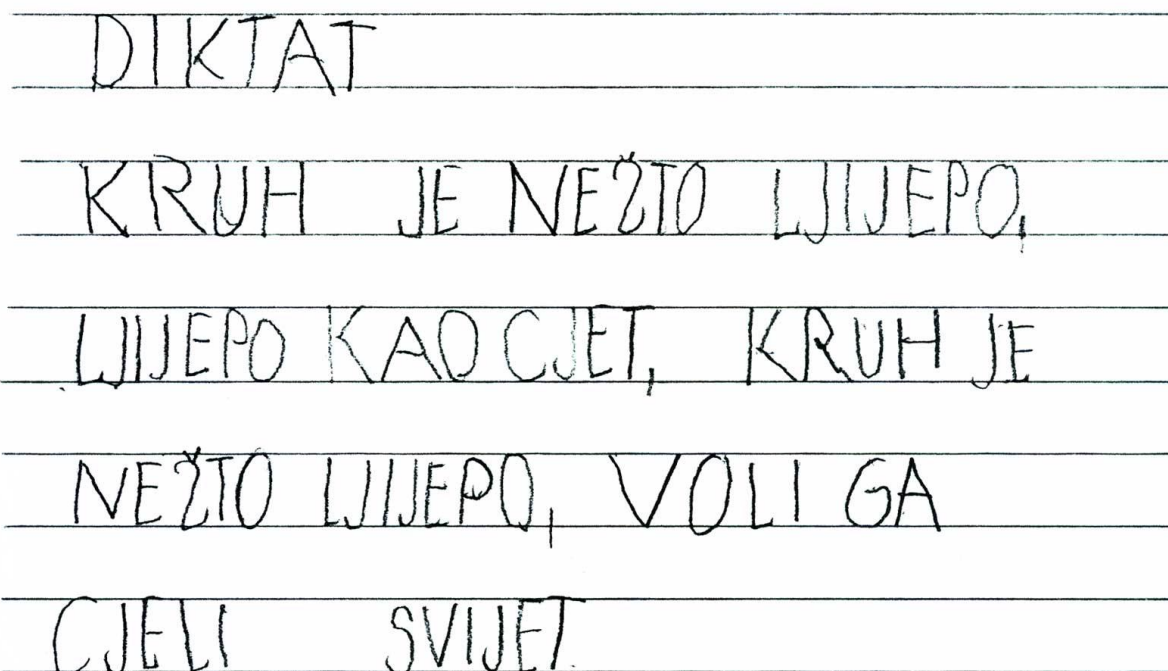 DIKTAT
KRUH JE NEŽTO LJIJEPO,
LJIJEPO KAO CJET, KRUH JE
NEŽTO LJIJEPO, VOLI GA
CJELI SVIJET.